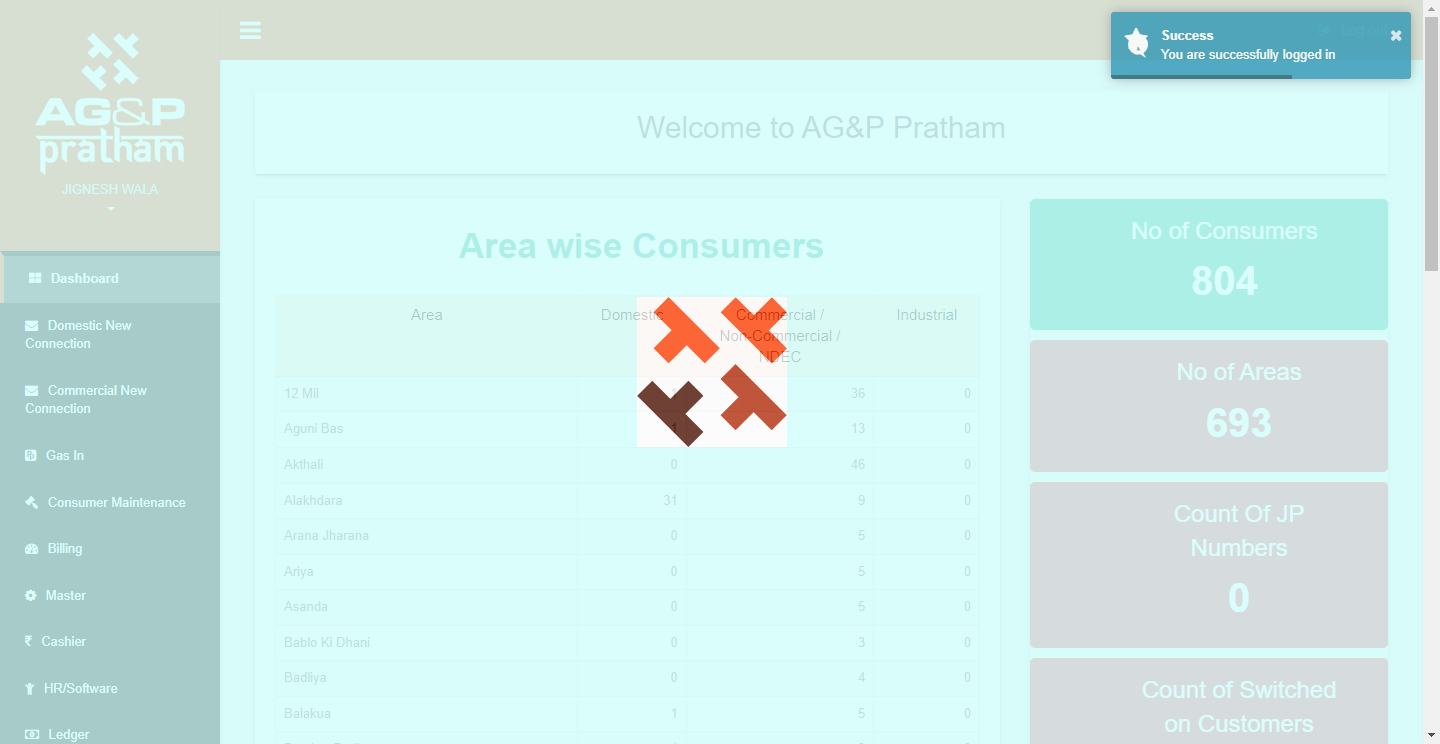 AG&P
pratham
JIGNESH WALA
Dashboard
Domestic New
Connection
Commercial New
Connection
Gas In
Consumer Maintenance
Billing
Master
Cashier
HR/Software
Ledger
Success
You are successfully logged in
Welcome to AG&P Pratham
Area wise Consumers
Area Domestic Commercial / Industrial
Non-Commercial /
NDEC
12 Mil 36 0
Aguni Bas 1 13 0
Akthali 0 46 0
Alakhdara 31 9 0
Arana Jharana 0 5 0
Ariya 0 5 0
Asanda 0 5 0
Bablo Ki Dhani 0 3 0
Badliya 0 4 0
Balakua 1 5 0
No of Consumers
804
No of Areas
693
Count Of JP
Numbers
0
Count of Switched
on Customers